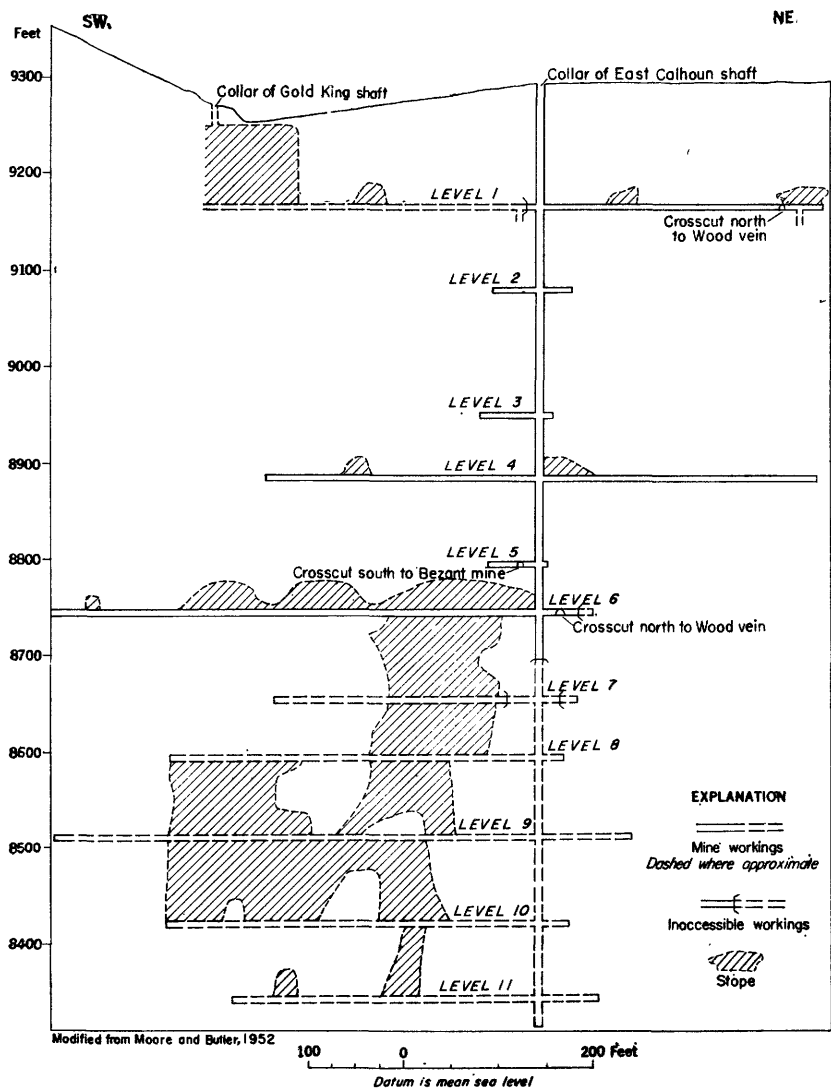 SW.
NE.
Feet
9300
Collar of Gold King shaft
Collar of East Calhoun shaft
9200
LEVEL 1
Crosscut north
to Wood vein
9100
LEVEL 2
9000
LEVEL 3
8900
LEVEL 4
8800
LEVEL 5
Crosscut south to Bezant mine
LEVEL 6
Crosscut north to Wood vein
8700
LEVEL 7
8600
LEVEL 8
EXPLANATION
Mine workings
Dashed where approximate
8500
LEVEL 9
Inaccessible workings
8400
LEVEL 10
Stope
LEVEL 11
Modified from Moore and Butler, 1952
100 0 200 Feet
Datum is mean sea level